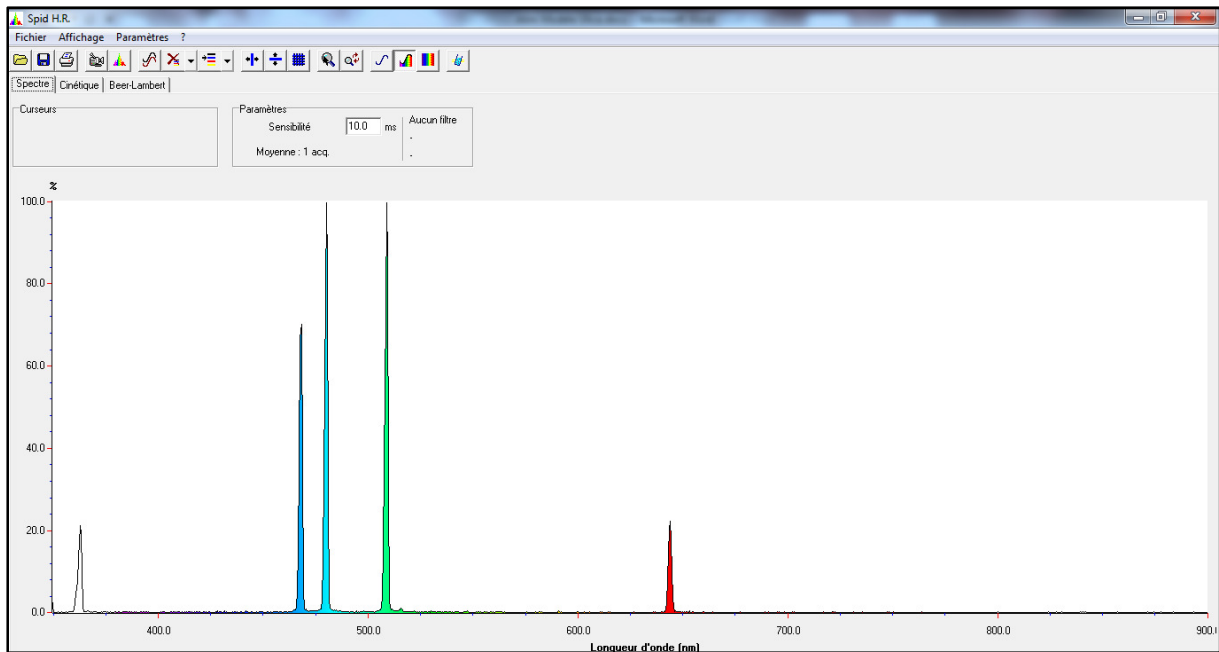 Spid H.R.
Fichier Affichage Paramètres ?
Spectre Cinétique Beer-Lambert
Curseurs
Paramètres
Sensibilité 10.0 ms
Aucun filtre
Moyenne : 1 acq.
%
100.0
80.0
60.0
40.0
20.0
0.0
400.0 500.0 600.0 700.0 800.0 900.
Longueur d'onde (nm)